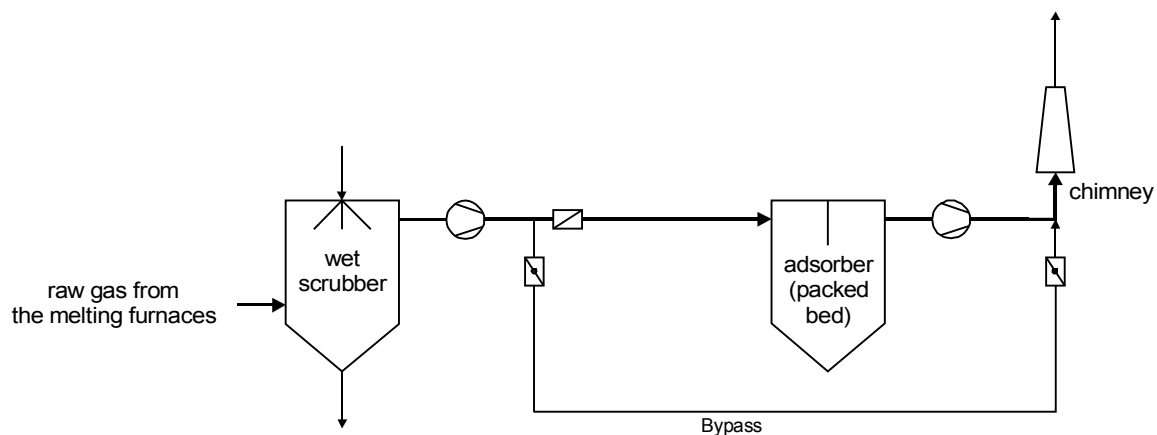 raw gas from
the melting furnaces
wet
scrubber
adsorber
(packed
bed)
chimney
Bypass